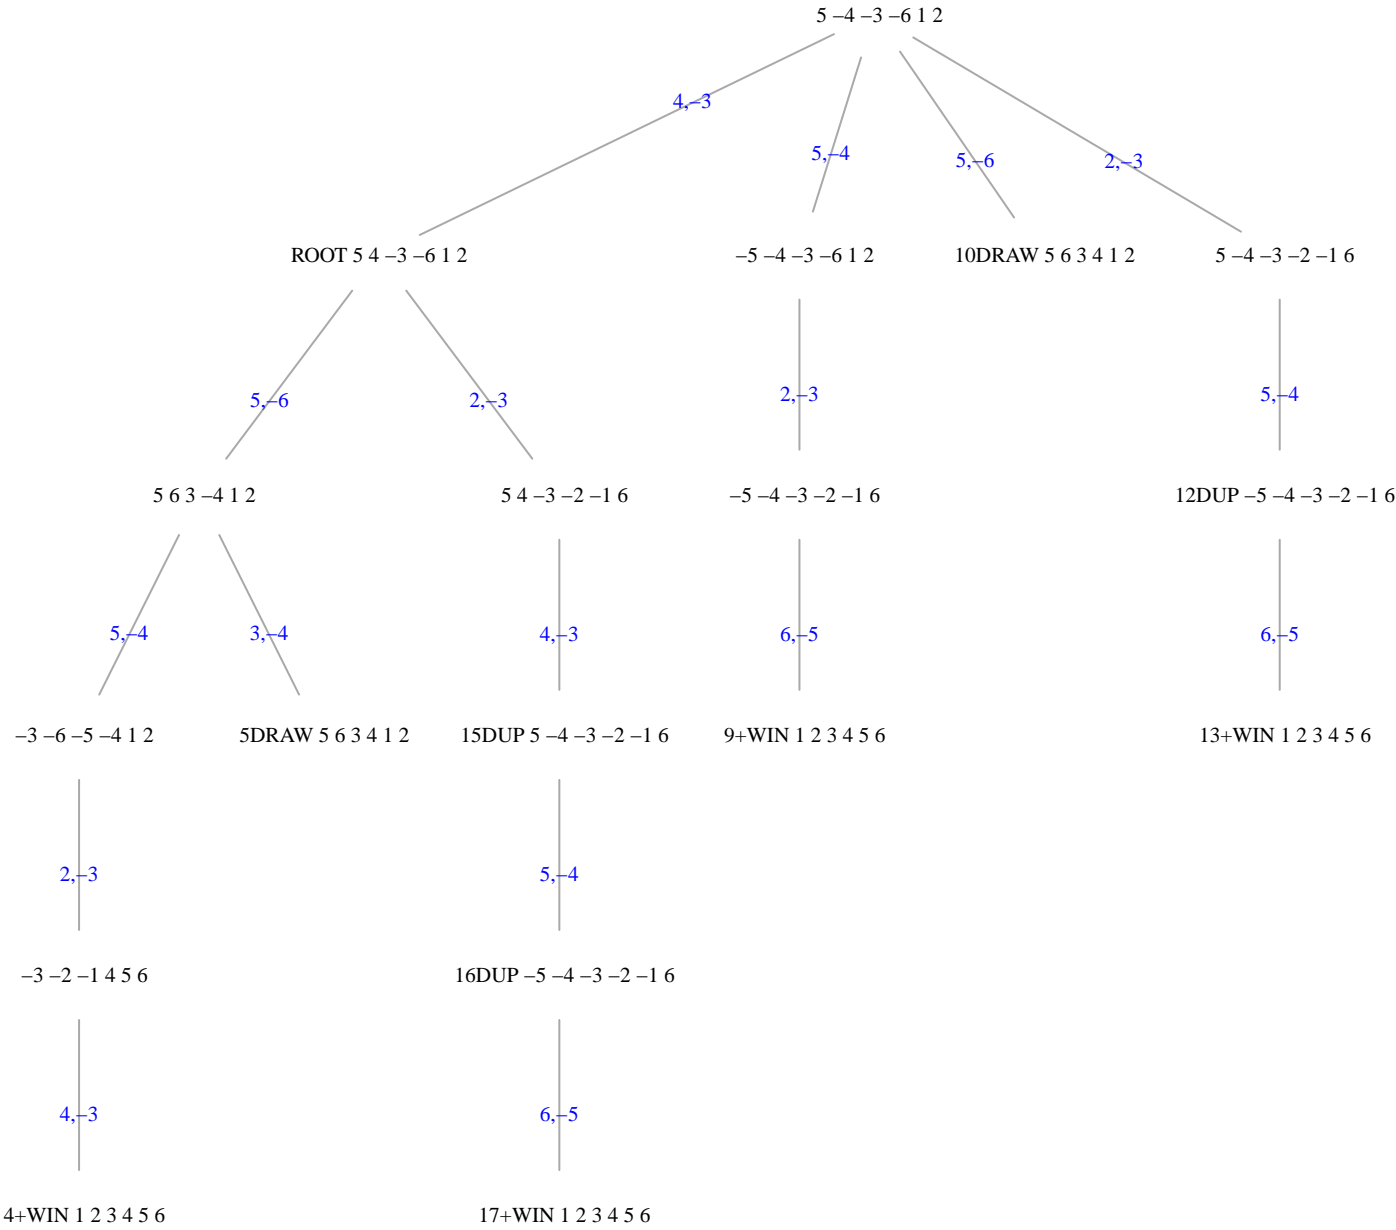 5 −4 −3 −6 1 2
4,−3
5,−4
5,−6
2,−3
ROOT 5 4 −3 −6 1 2
−5 −4 −3 −6 1 2
10DRAW 5 6 3 4 1 2
5 −4 −3 −2 −1 6
5,−6
2,−3
2,−3
5,−4
5 6 3 −4 1 2
5 4 −3 −2 −1 6
−5 −4 −3 −2 −1 6
12DUP −5 −4 −3 −2 −1 6
5,−4
3,−4
4,−3
6,−5
6,−5
−3 −6 −5 −4 1 2
5DRAW 5 6 3 4 1 2
15DUP 5 −4 −3 −2 −1 6
9+WIN 1 2 3 4 5 6
13+WIN 1 2 3 4 5 6
2,−3
5,−4
−3 −2 −1 4 5 6
16DUP −5 −4 −3 −2 −1 6
4,−3
6,−5
4+WIN 1 2 3 4 5 6
17+WIN 1 2 3 4 5 6